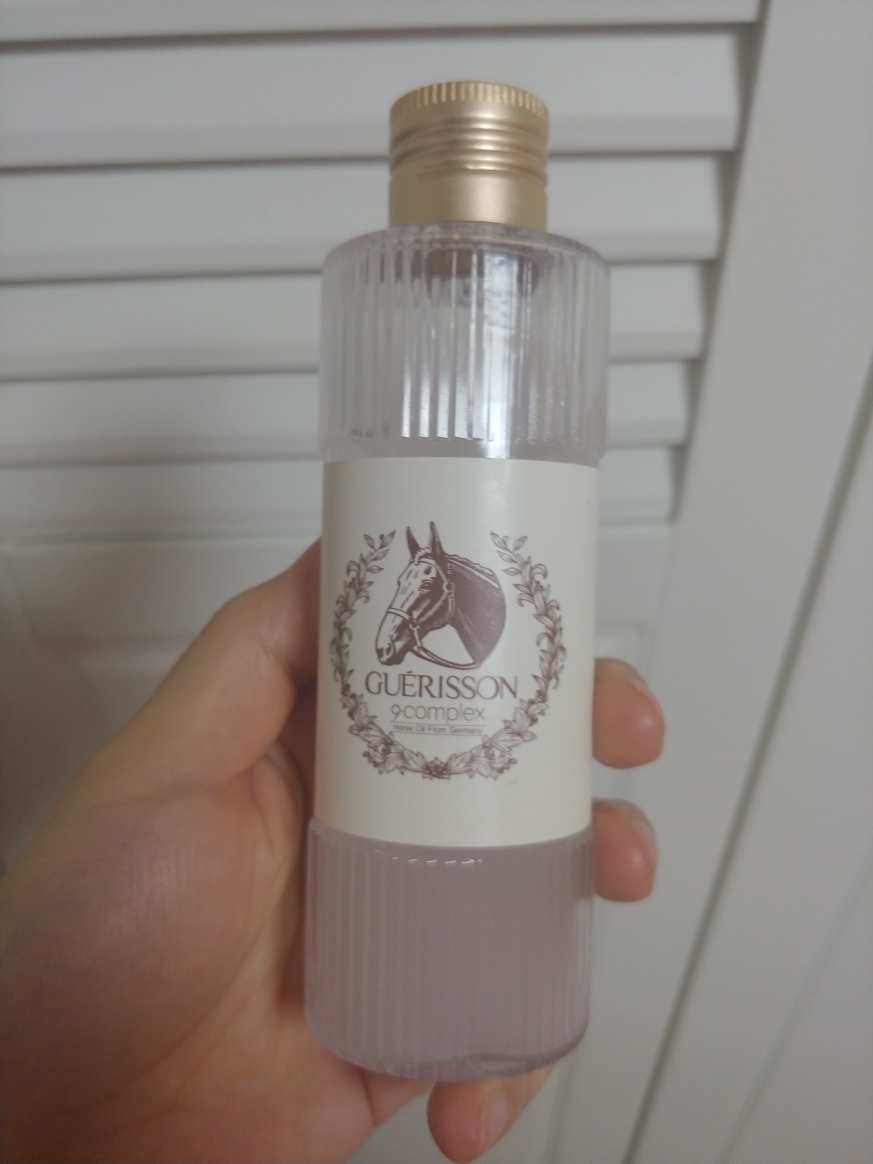 GUÉRISSON
9-complex
Horse Oil From Germany